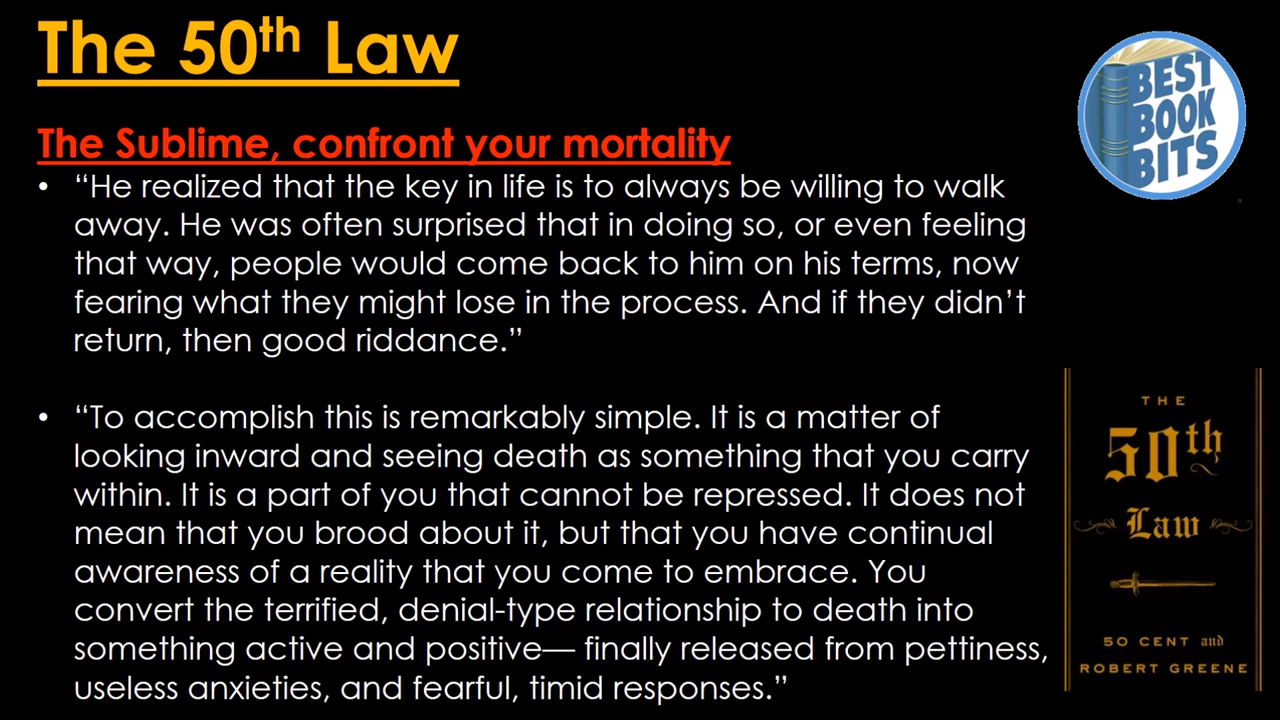 The 50th Law
BEST
BOOK
BITS
The Sublime, confront your mortality
• “He realized that the key in life is to always be willing to walk
away. He was often surprised that in doing so, or even feeling
that way, people would come back to him on his terms, now
fearing what they might lose in the process. And if they didn’t
return, then good riddance.”
• “To accomplish this is remarkably simple. It is a matter of
looking inward and seeing death as something that you carry
within. It is a part of you that cannot be repressed. It does not
mean that you brood about it, but that you have continual
awareness of a reality that you come to embrace. You
convert the terrified, denial-type relationship to death into
something active and positive— finally released from pettiness,
useless anxieties, and fearful, timid responses.”
THE
50th
Law
50 CENT and
ROBERT GREENE